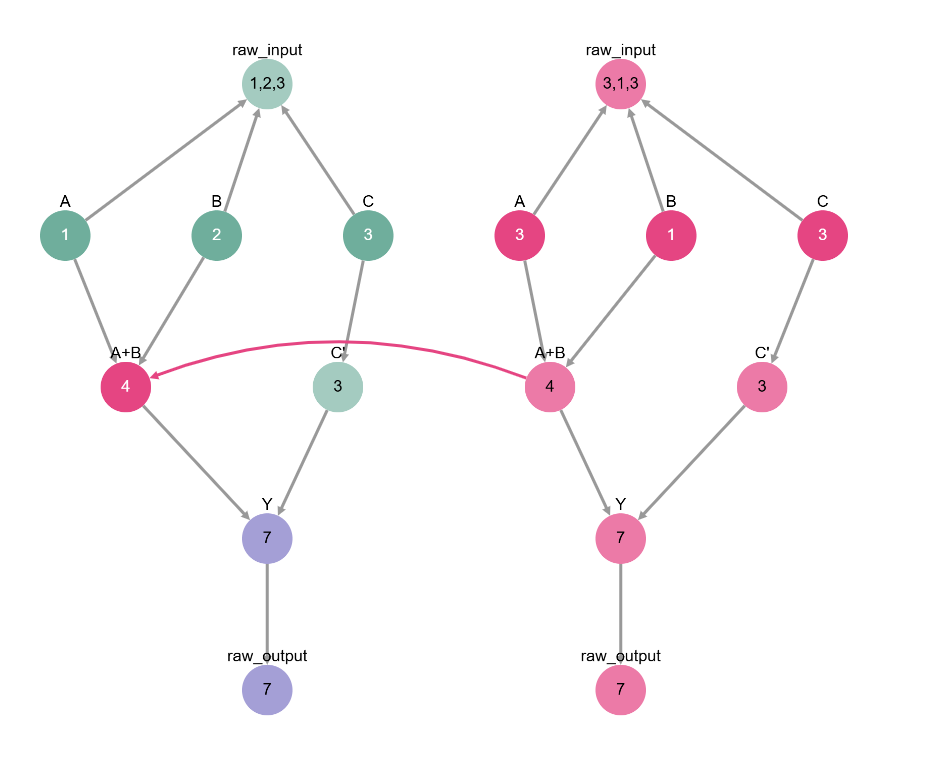 raw_input raw_input
1,2,3 3,1,3
A B C A B C
1 2 3 3 1 3
A+B C' A+B C'
4 3 4 3
Y Y
7 7
raw_output raw_output
7 7